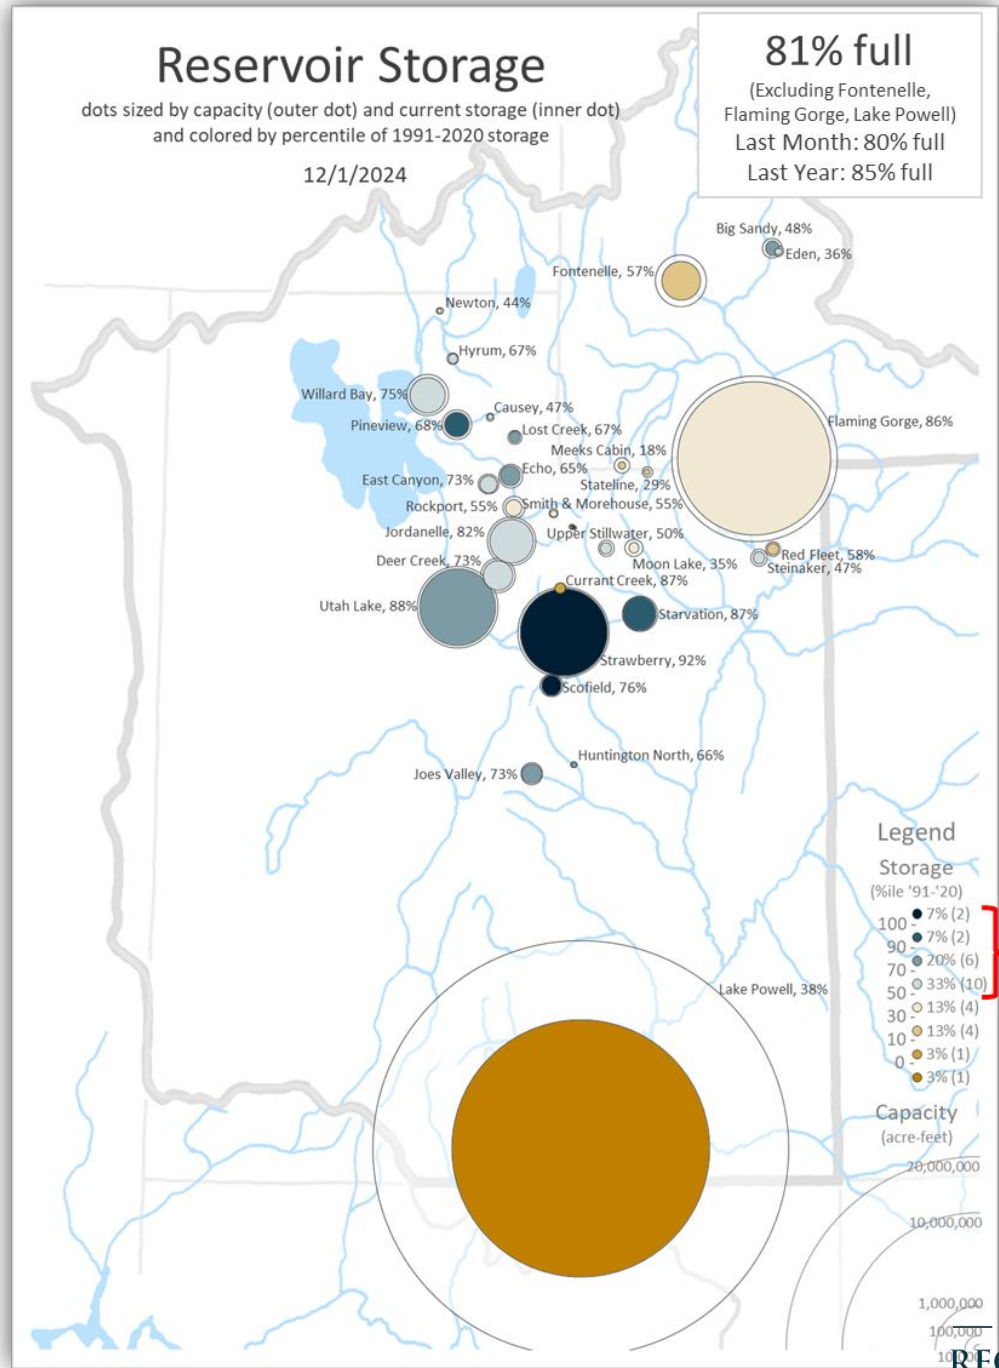 Reservoir Storage
dots sized by capacity (outer dot) and current storage (inner dot)
and colored by percentile of 1991-2020 storage
12/1/2024
81% full
(Excluding Fontenelle,
Flaming Gorge, Lake Powell)
Last Month: 80% full
Last Year: 85% full
Big Sandy, 48%
Eden, 36%
Fontenelle, 57%
Newton, 44%
Hyrum, 67%
Willard Bay, 75%
Causey, 47%
Pineview, 68%
Lost Creek, 67%
Flaming Gorge, 86%
Meeks Cabin, 18%
Echo, 65%
East Canyon, 73%
Stateline, 29%
Rockport, 55%
Smith & Morehouse, 55%
Jordanelle, 82%
Upper Stillwater, 50%
Red Fleet, 58%
Deer Creek, 73%
Moon Lake, 35%
Steinaker, 47%
Currant Creek, 87%
Utah Lake, 88%
Starvation, 87%
Strawberry, 92%
Scofield, 76%
Huntington North, 66%
Joes Valley, 73%
Lake Powell, 38%
Legend
Storage
(%ile '91-'20)
7% (2)
100 -
7% (2)
90 -
20% (6)
70 -
33% (10)
50 -
13% (4)
30 -
13% (4)
10 -
3% (1)
0 -
3% (1)
Capacity
(acre-feet)
20,000,000
10,000,000
1,000,000
100,000